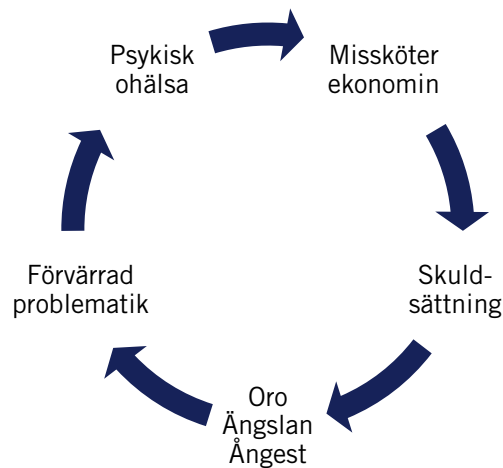 Psykisk
ohälsa
Missköter
ekonomin
Skuld-
sättning
Oro
Ängslan
Ångest
Förvärrad
problematik